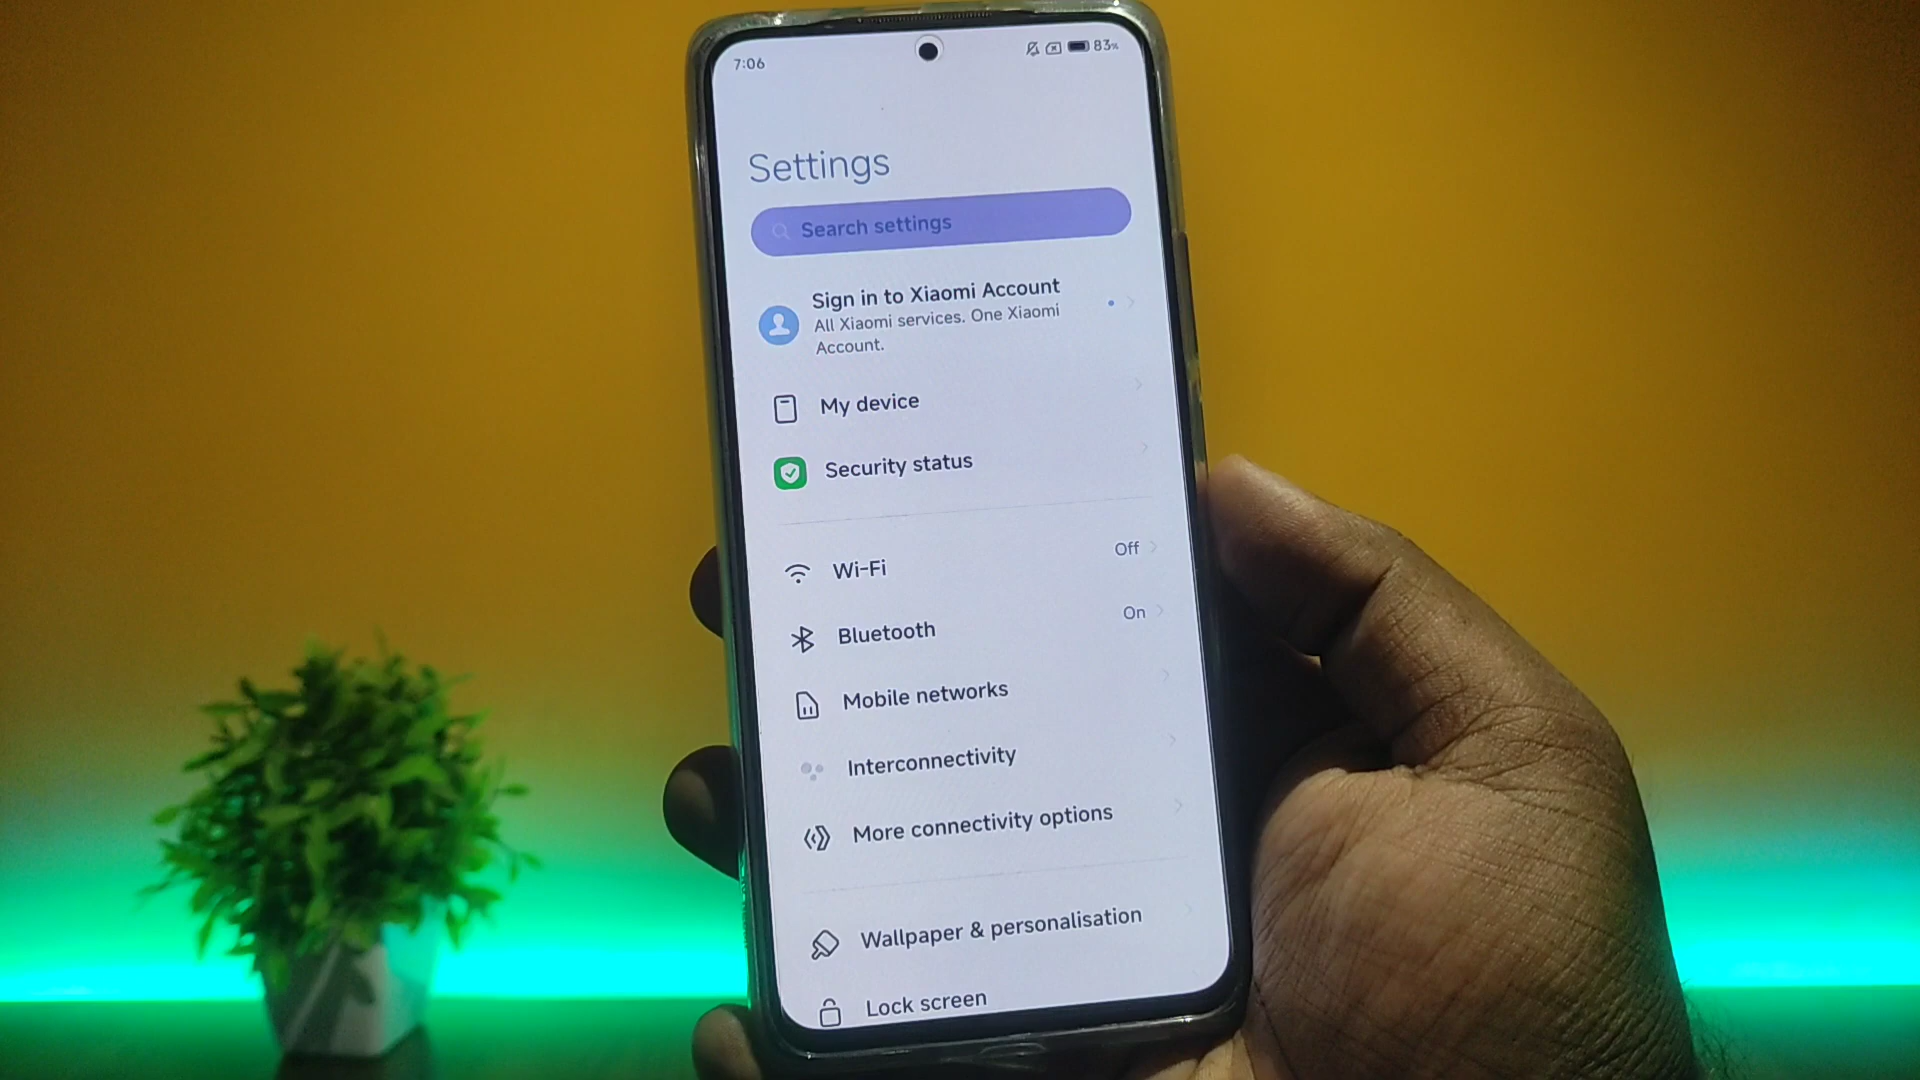 7:06
83%
Settings
Search settings
Sign in to Xiaomi Account
All Xiaomi services. One Xiaomi
Account.
My device
Security status
Wi-Fi
Off
Bluetooth
On
Mobile networks
Interconnectivity
More connectivity options
Wallpaper & personalisation
Lock screen